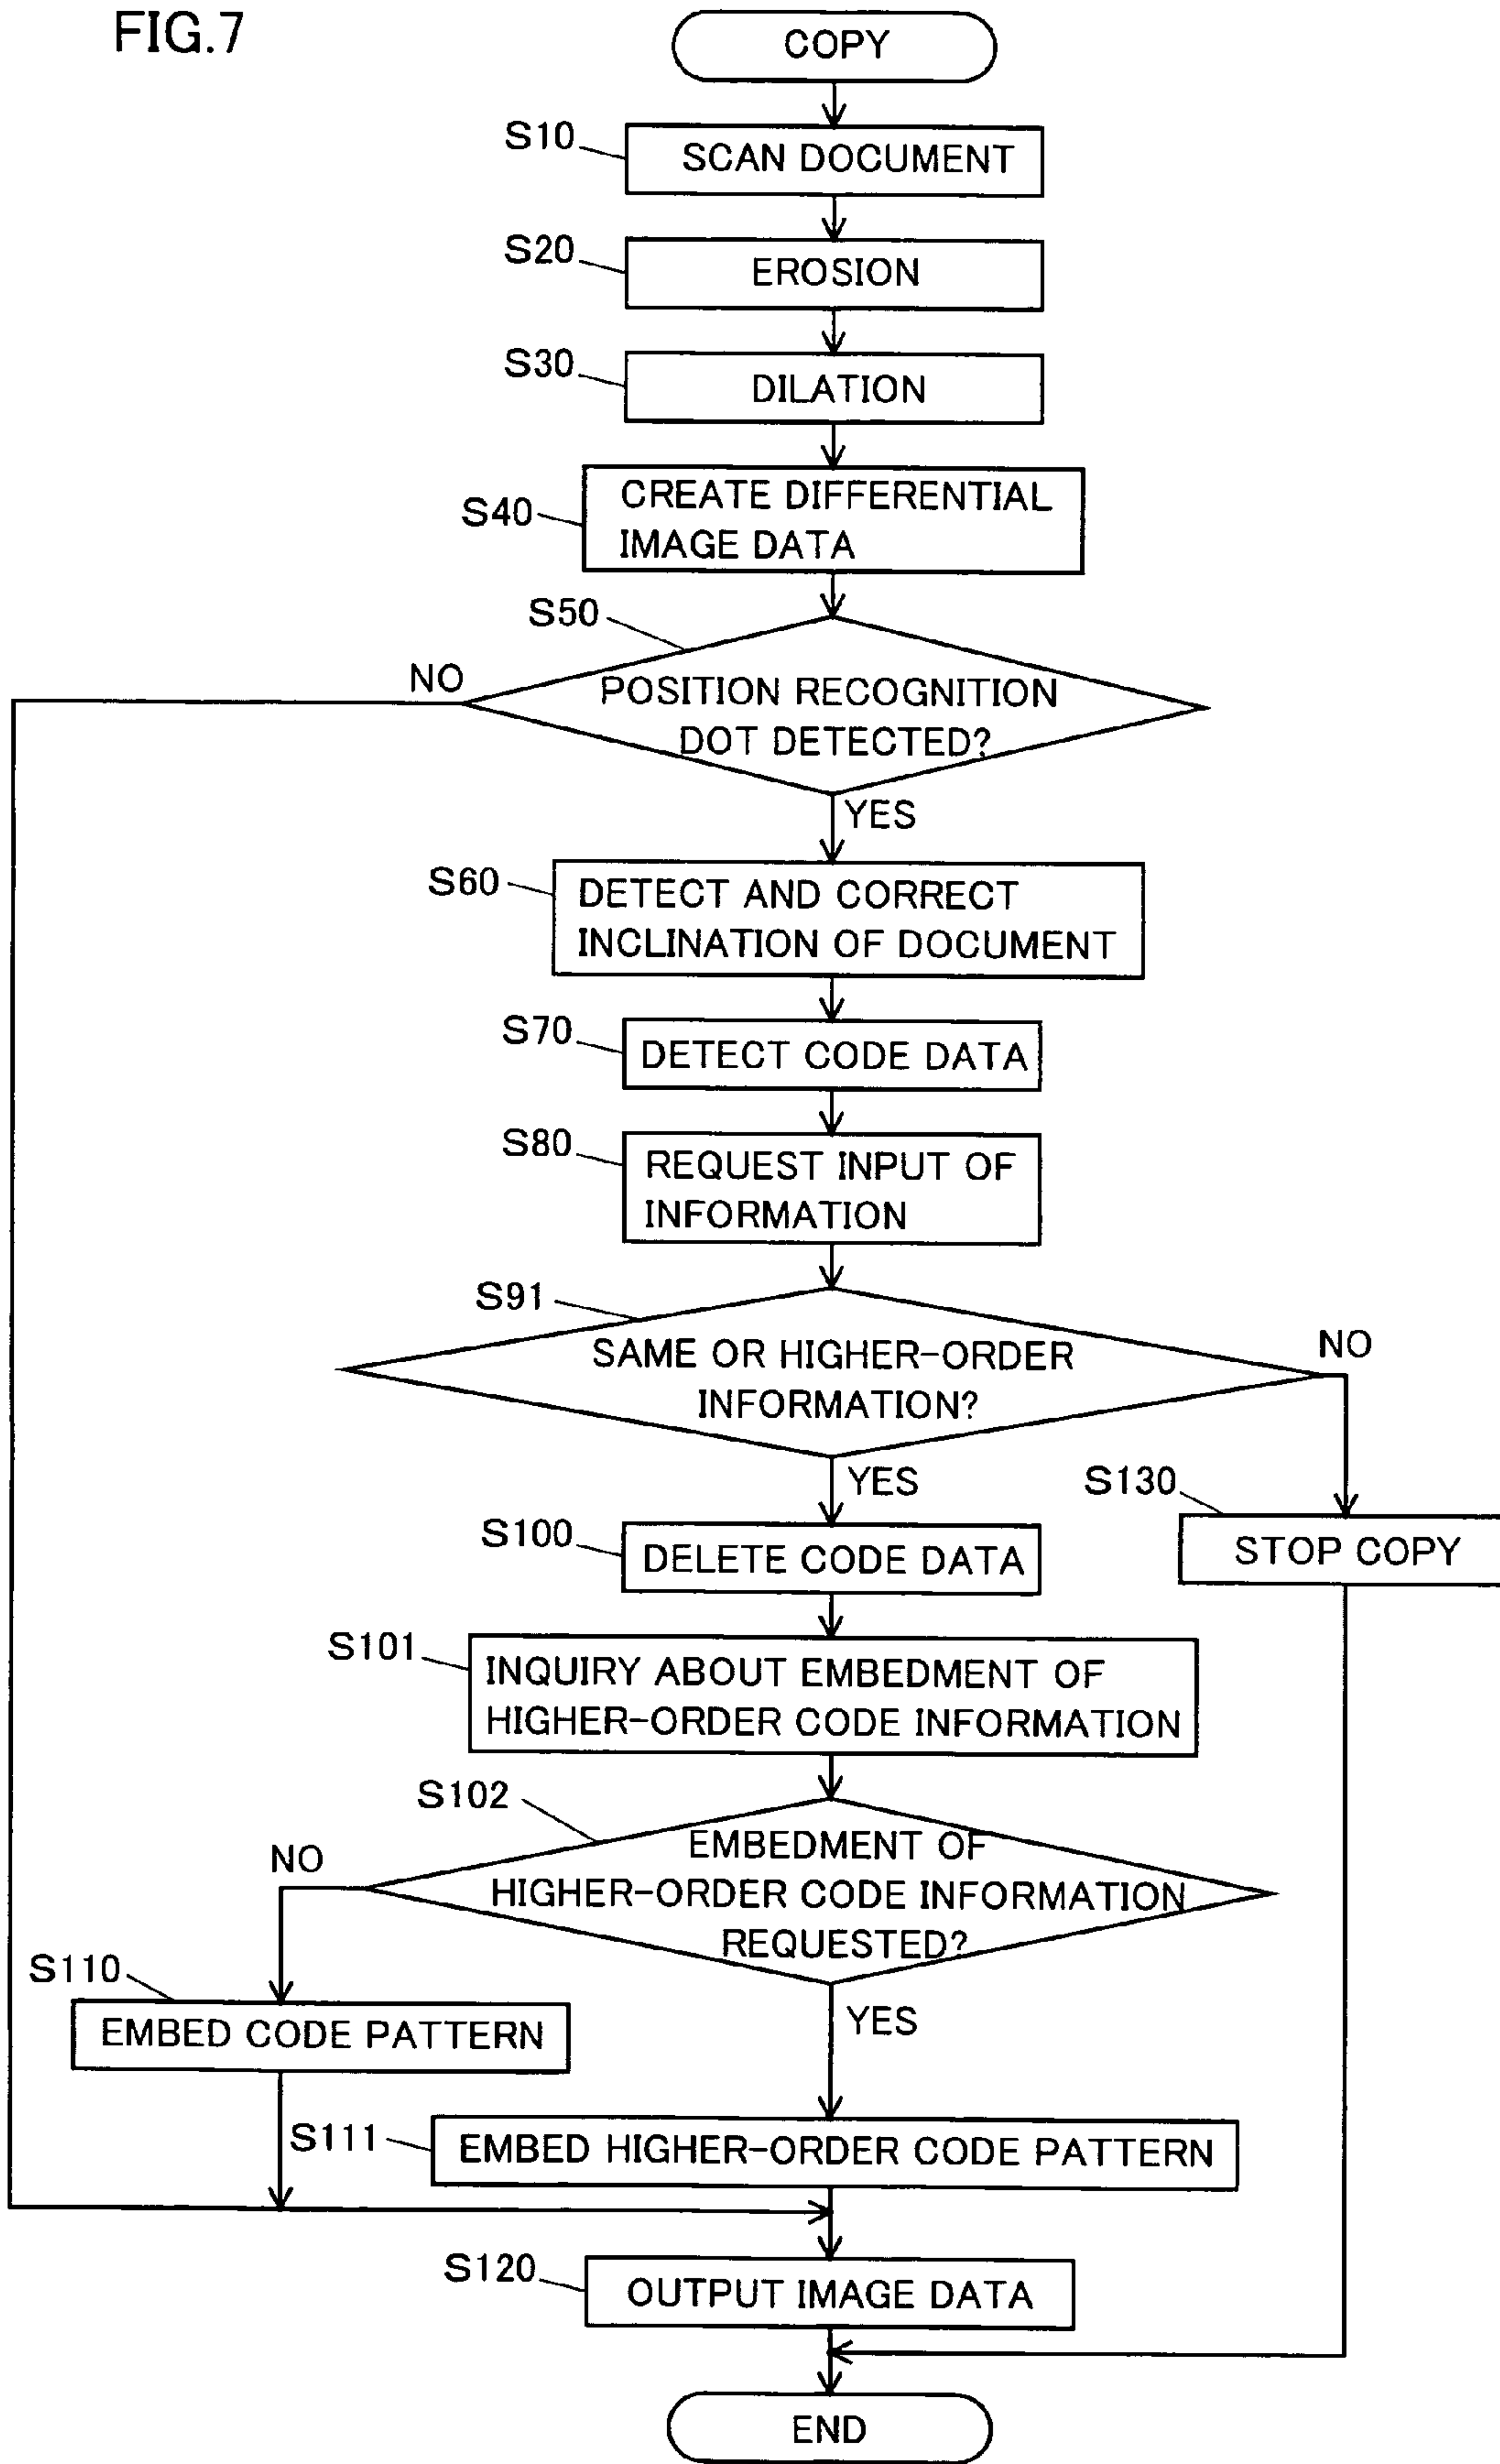 FIG.7
COPY
S10
SCAN DOCUMENT
S20
EROSION
S30
DILATION
S40
CREATE DIFFERENTIAL
IMAGE DATA
S50
NO
POSITION RECOGNITION
DOT DETECTED?
YES
S60
DETECT AND CORRECT
INCLINATION OF DOCUMENT
S70
DETECT CODE DATA
S80
REQUEST INPUT OF
INFORMATION
S91
SAME OR HIGHER-ORDER
INFORMATION?
NO
YES
S130
STOP COPY
S100
DELETE CODE DATA
S101
INQUIRY ABOUT EMBEDMENT OF
HIGHER-ORDER CODE INFORMATION
S102
NO
EMBEDMENT OF
HIGHER-ORDER CODE INFORMATION
REQUESTED?
S110
EMBED CODE PATTERN
YES
S111
EMBED HIGHER-ORDER CODE PATTERN
S120
OUTPUT IMAGE DATA
END